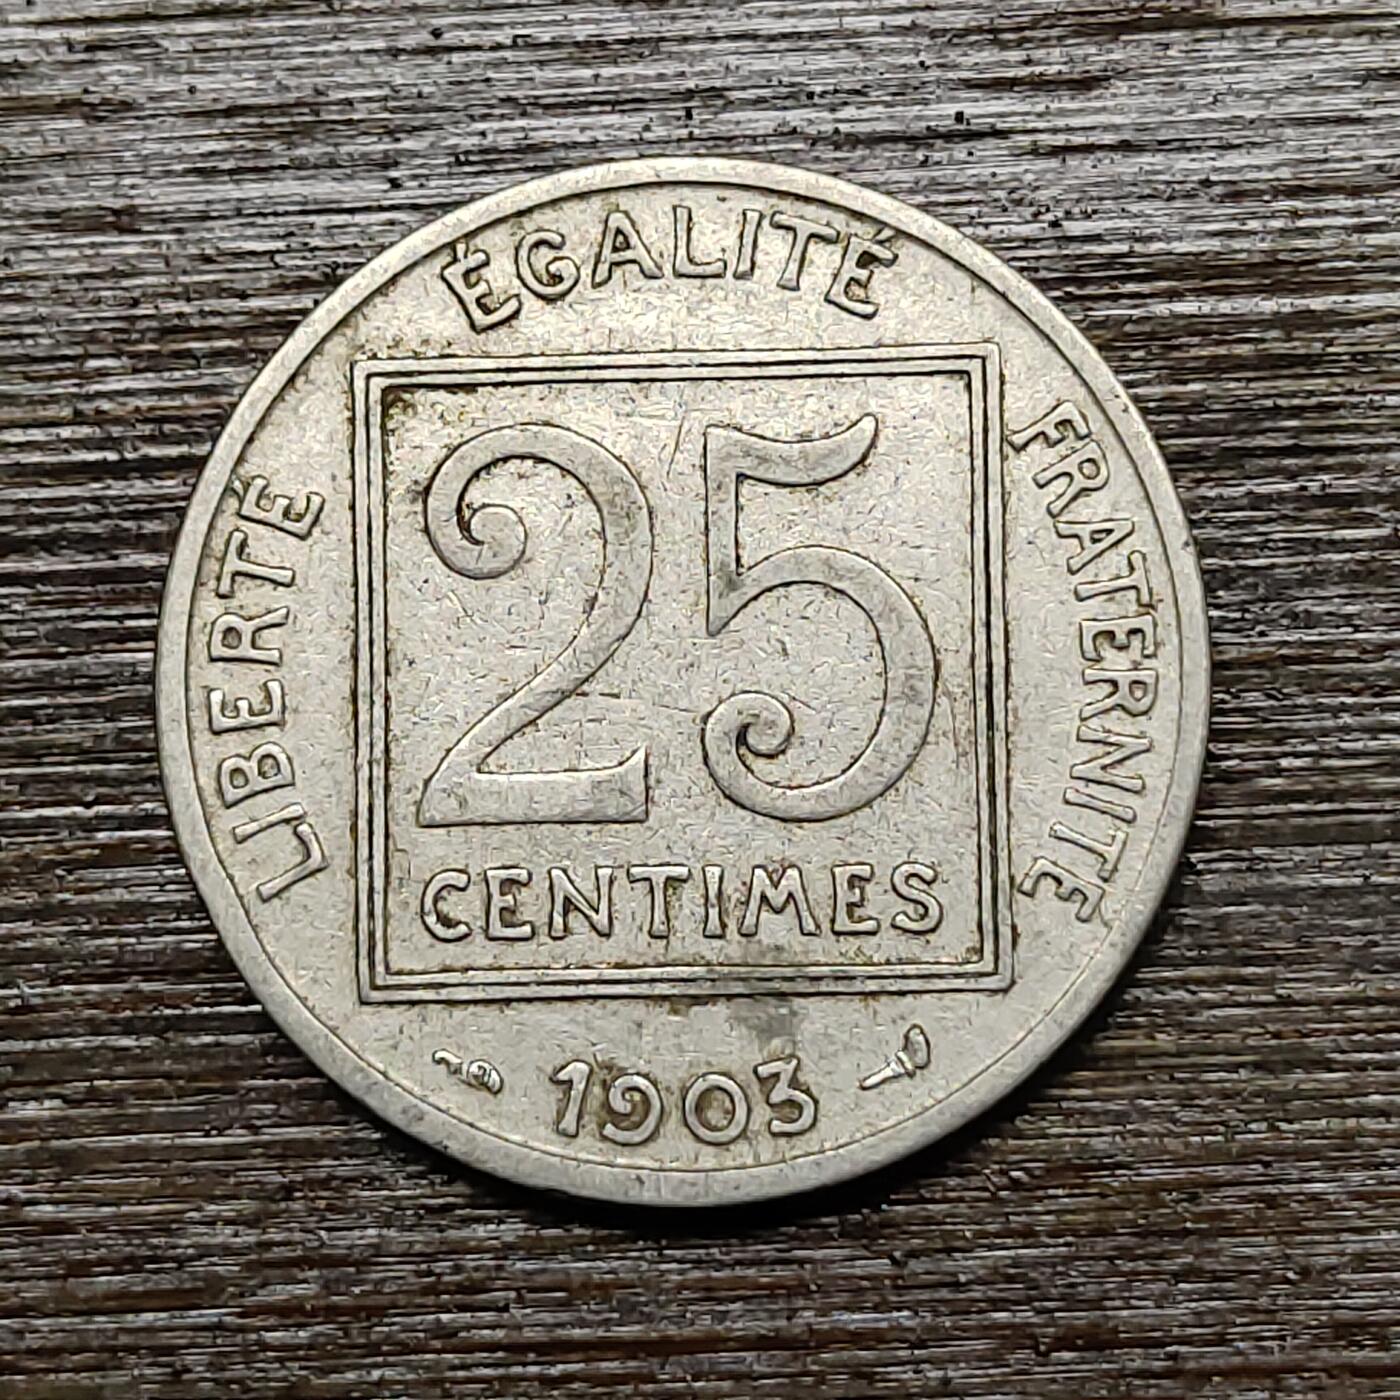 LIBERTÉ
ÉGALITÉ
FRATERNITÉ
25
CENTIMES
1903